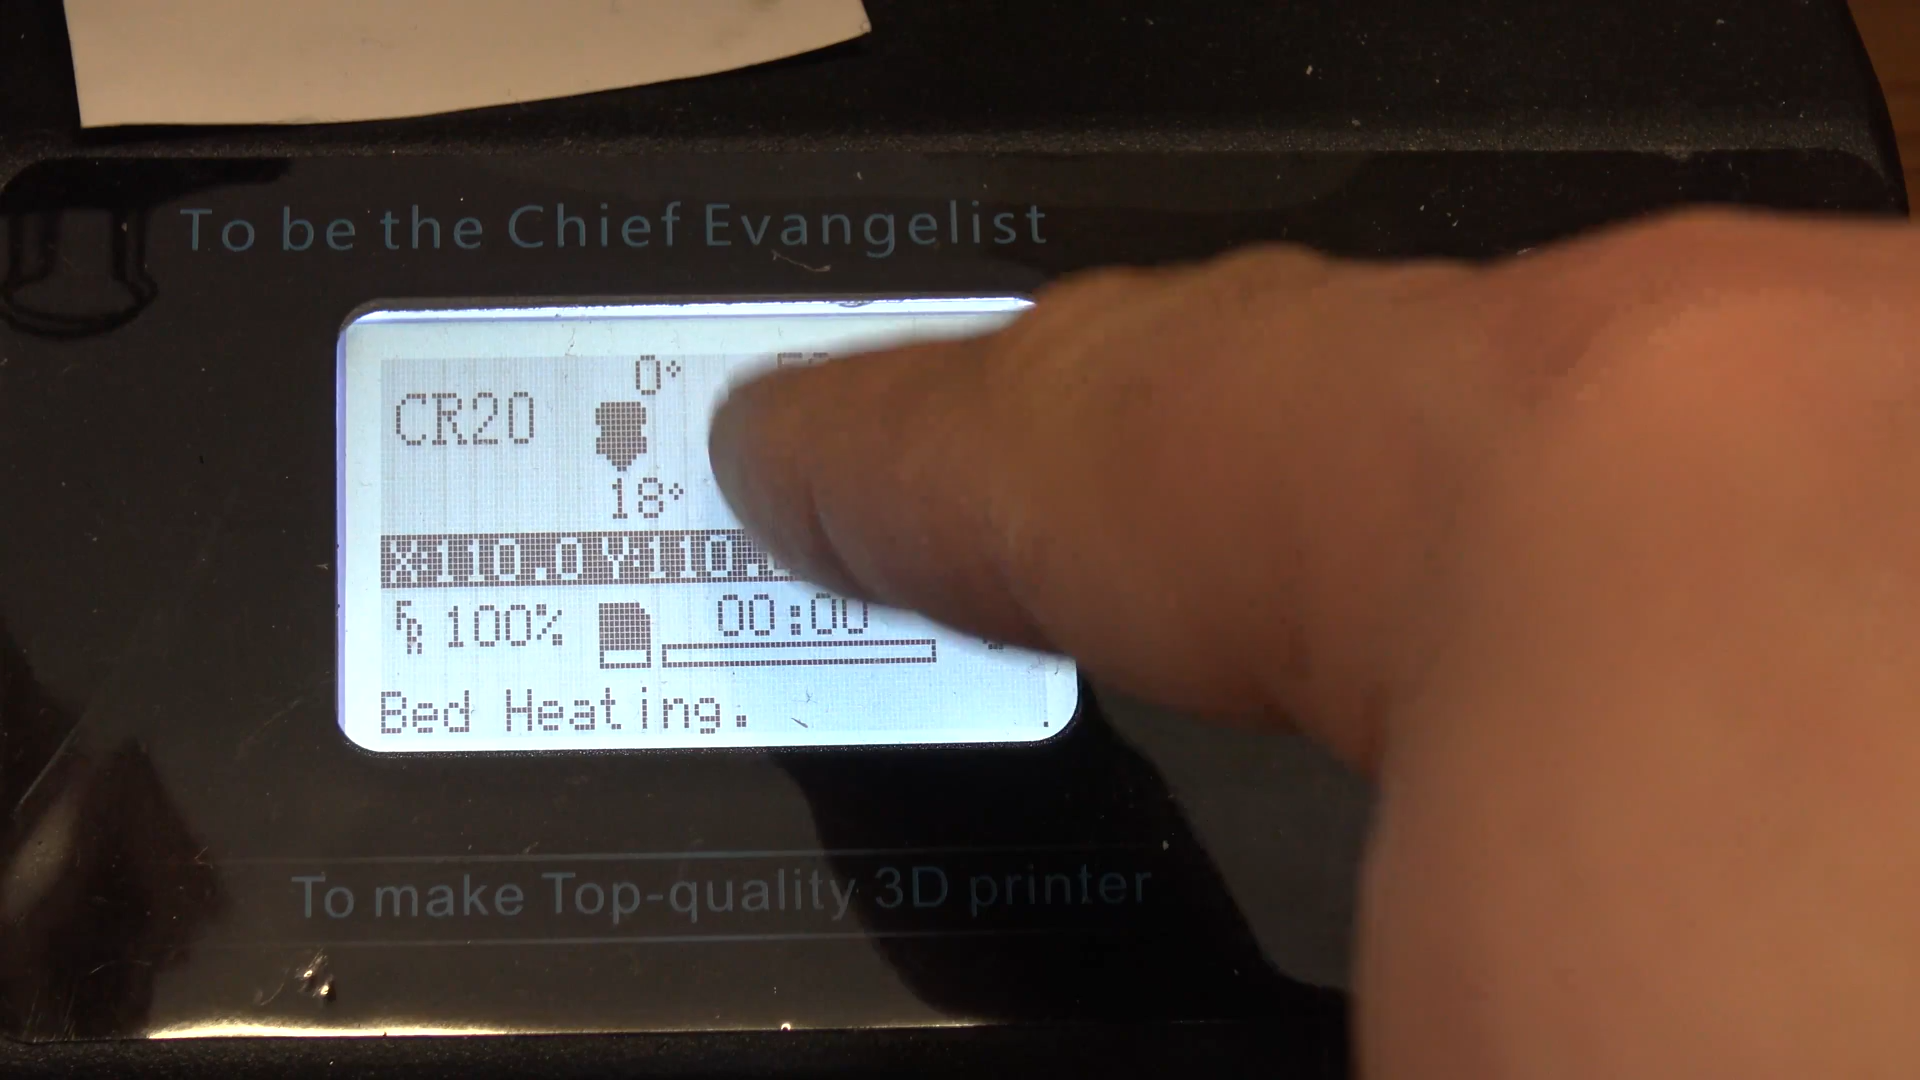 To be the Chief Evangelist
0°
CR20
18°
X:110.0 Y:110.
100% 00:00
Bed Heating.
To make Top-quality 3D printer